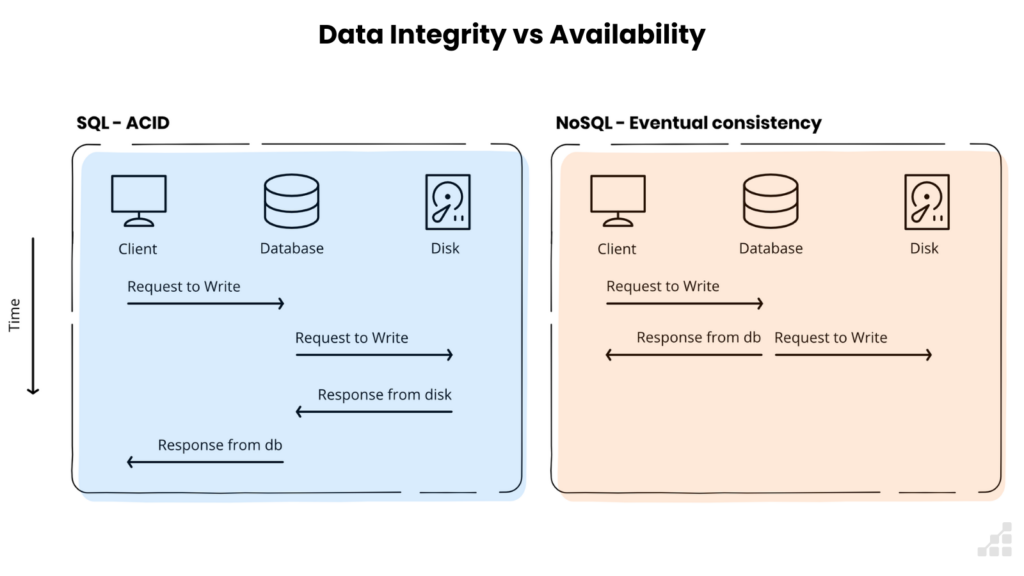 Data Integrity vs Availability
SQL - ACID
Client
Database
Disk
Time
Request to Write
Request to Write
Response from disk
Response from db
NoSQL - Eventual consistency
Client
Database
Disk
Request to Write
Response from db
Request to Write